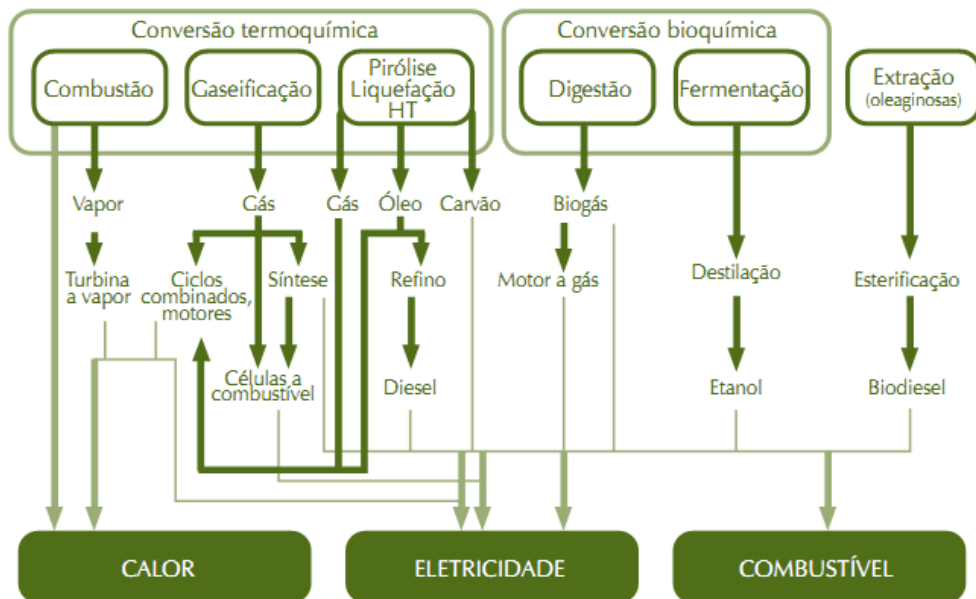 Conversão termoquímica
Conversão bioquímica
Combustão
Gaseificação
Pirólise
Liquefação
HT
Digestão
Fermentação
Extração
(oleaginosas)
Vapor
Gás
Gás
Óleo
Carvão
Biogás
Turbina
a vapor
Ciclos
combinados,
motores
Síntese
Refino
Motor a gás
Destilação
Esterificação
Células a
combustível
Diesel
Etanol
Biodiesel
CALOR
ELETRICIDADE
COMBUSTÍVEL